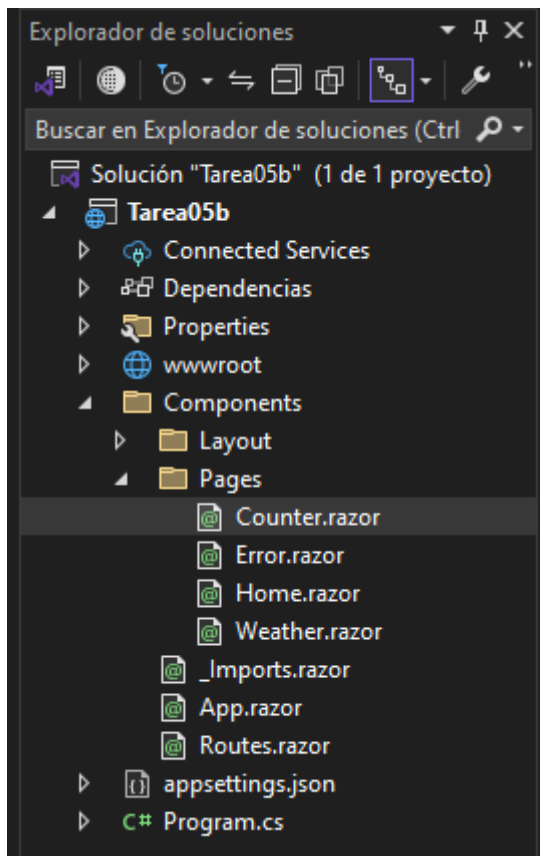 Explorador de soluciones
Buscar en Explorador de soluciones (Ctrl
Solución "Tarea05b" (1 de 1 proyecto)
Tarea05b
Connected Services
Dependencias
Properties
wwwroot
Components
Layout
Pages
Counter.razor
Error.razor
Home.razor
Weather.razor
_Imports.razor
App.razor
Routes.razor
appsettings.json
C# Program.cs